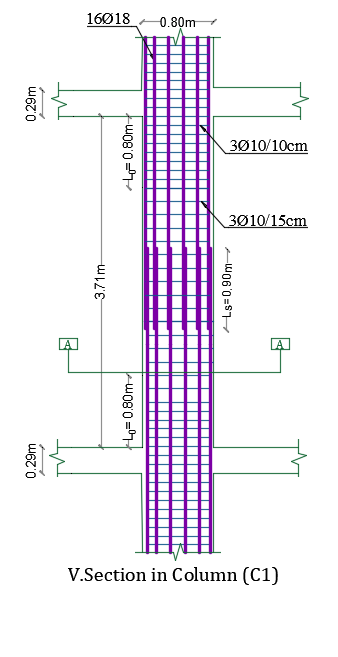 16Ø18
0.80m
0.29m
3Ø10/10cm
L0= 0.80m
3Ø10/15cm
3.71m
Ls= 0.90m
A
A
L0= 0.80m
0.29m
V.Section in Column (C1)